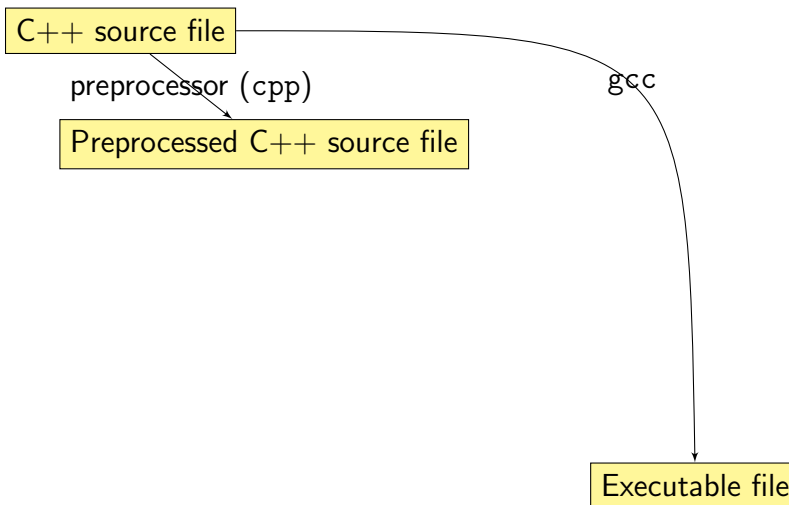 C++ source file
preprocessor (cpp)
gcc
Preprocessed C++ source file
Executable file